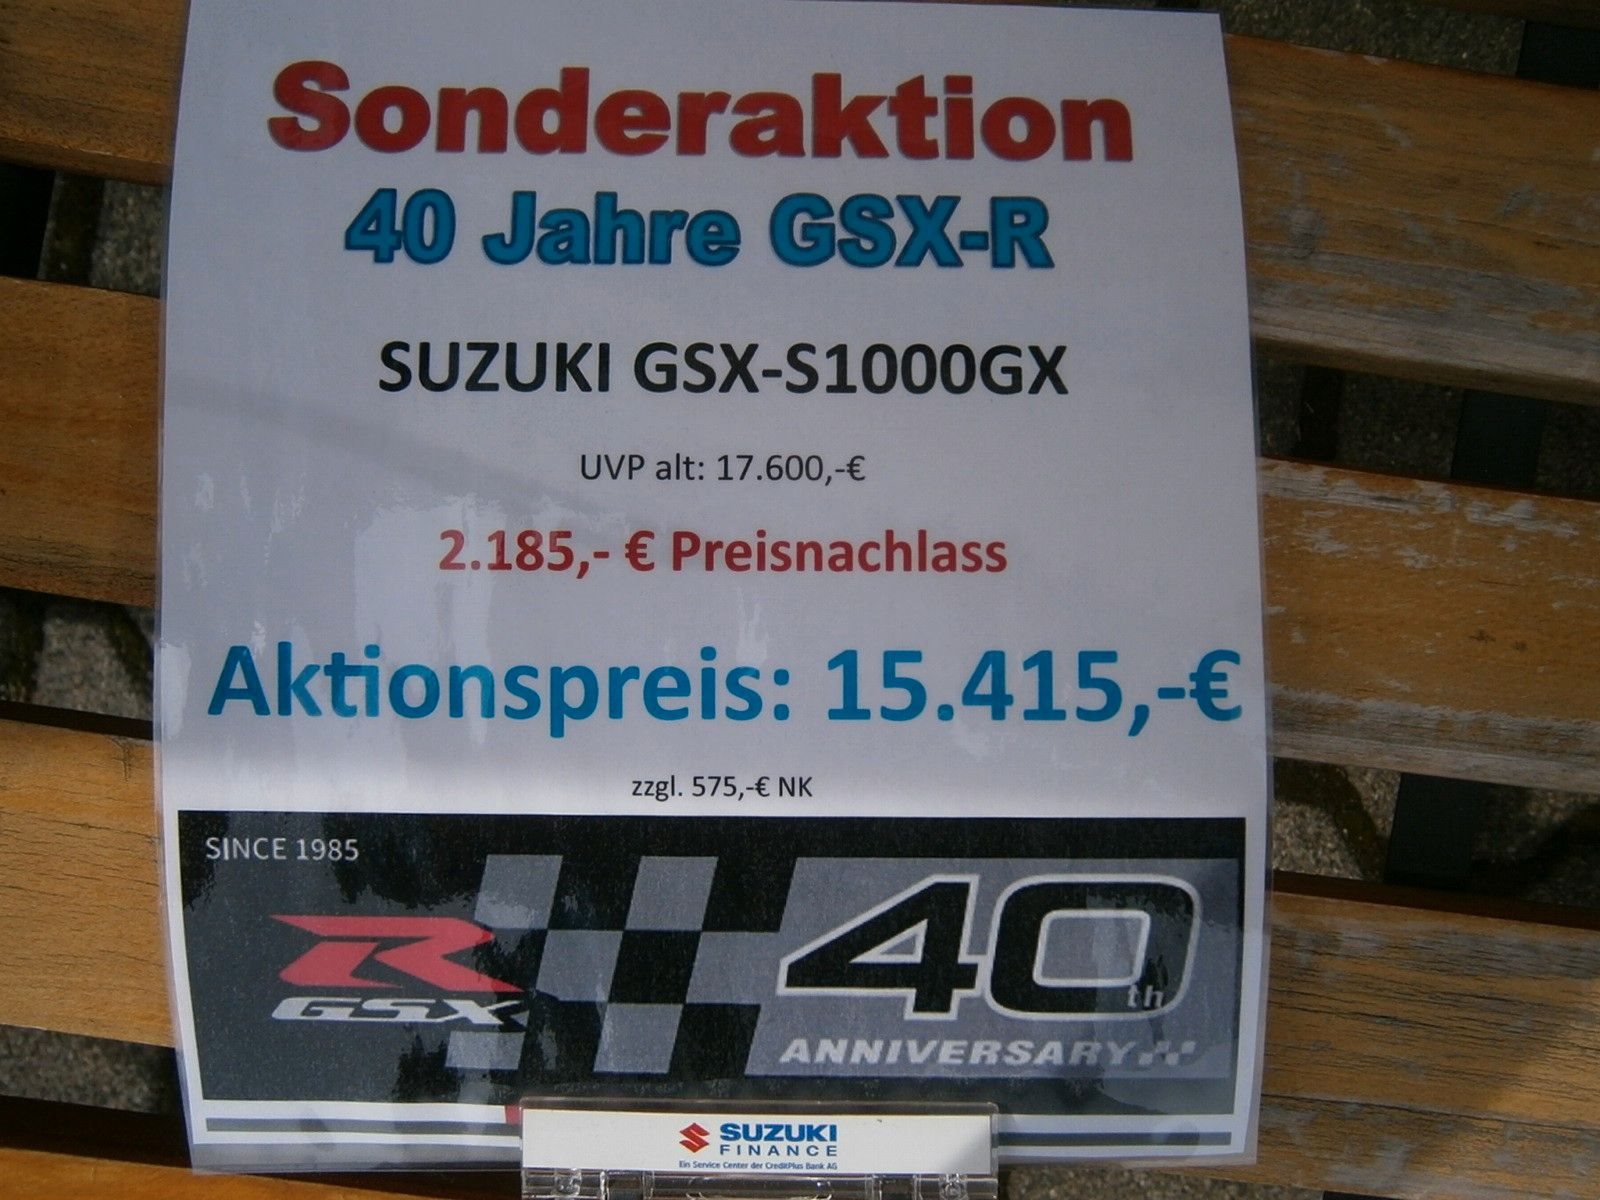 Sonderaktion
40 Jahre GSX-R
SUZUKI GSX-S1000GX
UVP alt: 17.600,-€
2.185,- € Preisnachlass
Aktionspreis: 15.415,-€
zzgl. 575,-€ NK
SINCE 1985
R
GSX
40th
ANNIVERSARY
SUZUKI
FINANCE
Ein Service Center der CreditPlus Bank AG